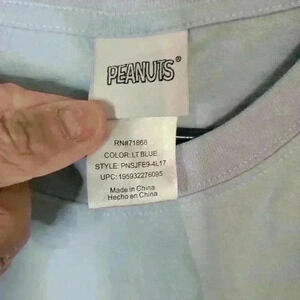 PEANUTS®
RN#71868
COLOR: LT BLUE
STYLE: PNSJFE9-4L17
UPC: 195932276095
Made in China
Hecho en China